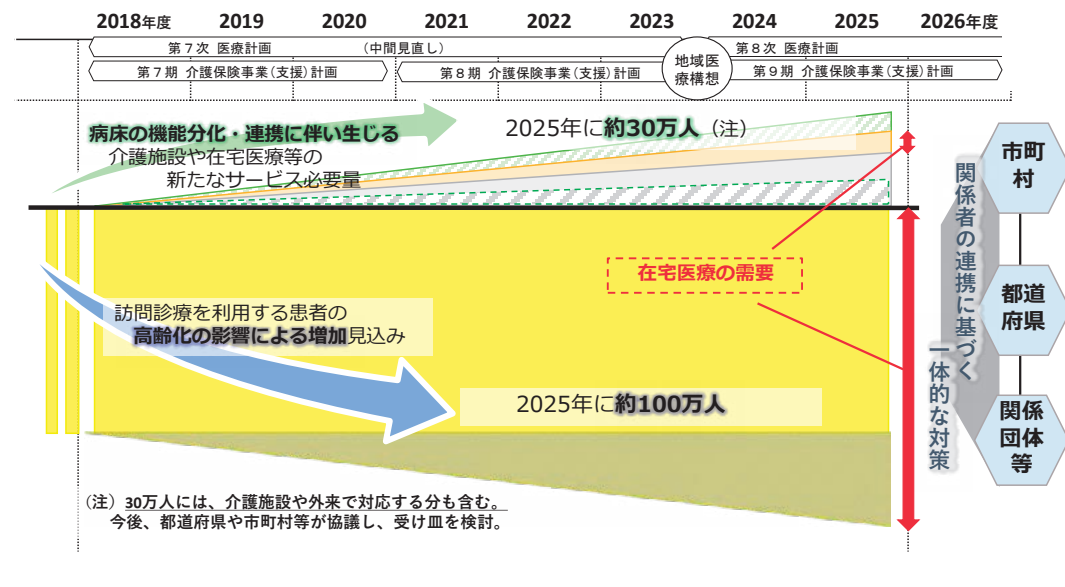 2018年度 2019 2020 2021 2022 2023 2024 2025 2026年度
第7次 医療計画 (中間見直し) 第8次 医療計画
第7期 介護保険事業(支援)計画 第8期 介護保険事業(支援)計画 第9期 介護保険事業(支援)計画
地域医
療構想
病床の機能分化・連携に伴い生じる
介護施設や在宅医療等の
新たなサービス必要量
2025年に約30万人(注)
在宅医療の需要
訪問診療を利用する患者の
高齢化の影響による増加見込み
2025年に約100万人
(注)30万人には、介護施設や外来で対応する分も含む。
今後、都道府県や市町村等が協議し、受け皿を検討。
関係者の連携に基づく
一体的な対策
市町
村
都道
府県
関係
団体
等